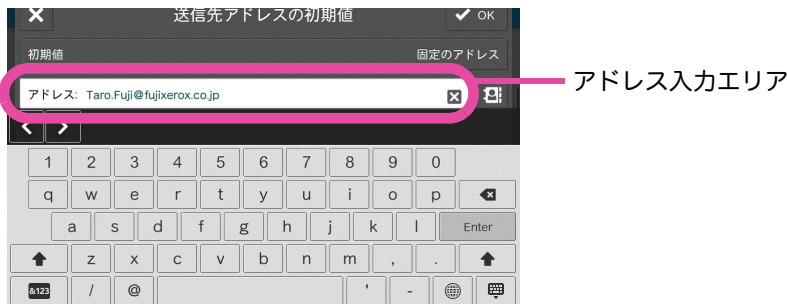 送信先アドレスの初期値 OK
初期値 固定のアドレス
アドレス: Taro.Fuji@fujixerox.co.jp
アドレス入力エリア
1 2 3 4 5 6 7 8 9 0
q w e r t y u i o p
a s d f g h j k l Enter
z x c v b n m , .
&123 / @ ' -